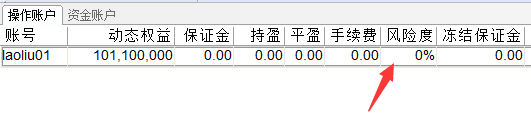 操作账户 资金账户
账号 动态权益 保证金 持盈 平盈 手续费 风险度 冻结保证金
laoliu01 101,100,000 0.00 0.00 0.00 0.00 0% 0.00